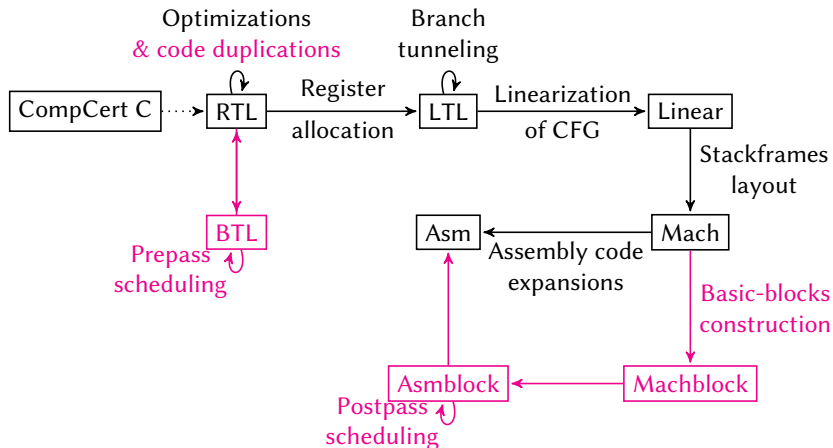 Optimizations
& code duplications
Branch
tunneling
CompCert C
RTL
Register
allocation
LTL
Linearization
of CFG
Linear
Stackframes
layout
BTL
Prepass
scheduling
Asm
Assembly code
expansions
Mach
Basic-blocks
construction
Asmblock
Machblock
Postpass
scheduling